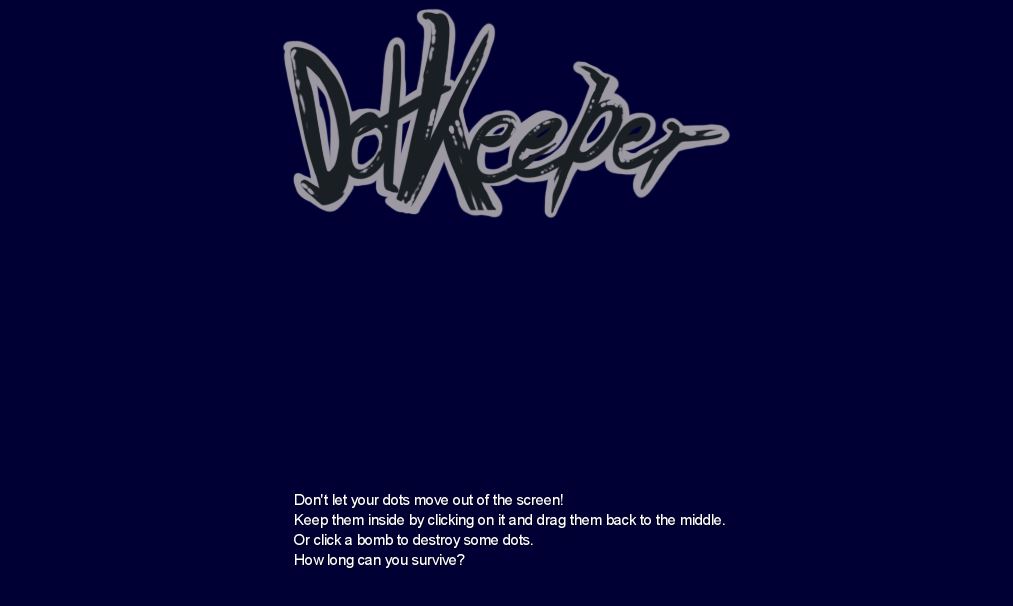 DotKeeper
Don't let your dots move out of the screen!
Keep them inside by clicking on it and drag them back to the middle.
Or click a bomb to destroy some dots.
How long can you survive?